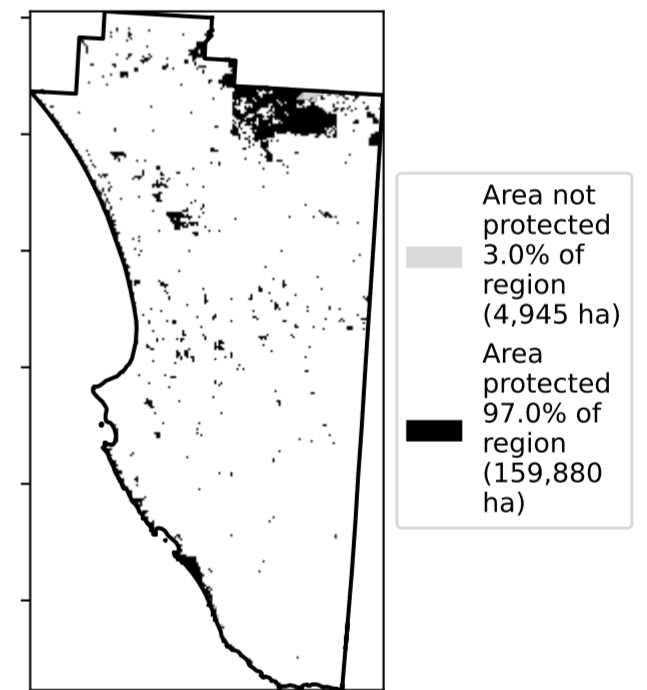 Area not
protected
3.0% of
region
(4,945 ha)
Area
protected
97.0% of
region
(159,880
ha)